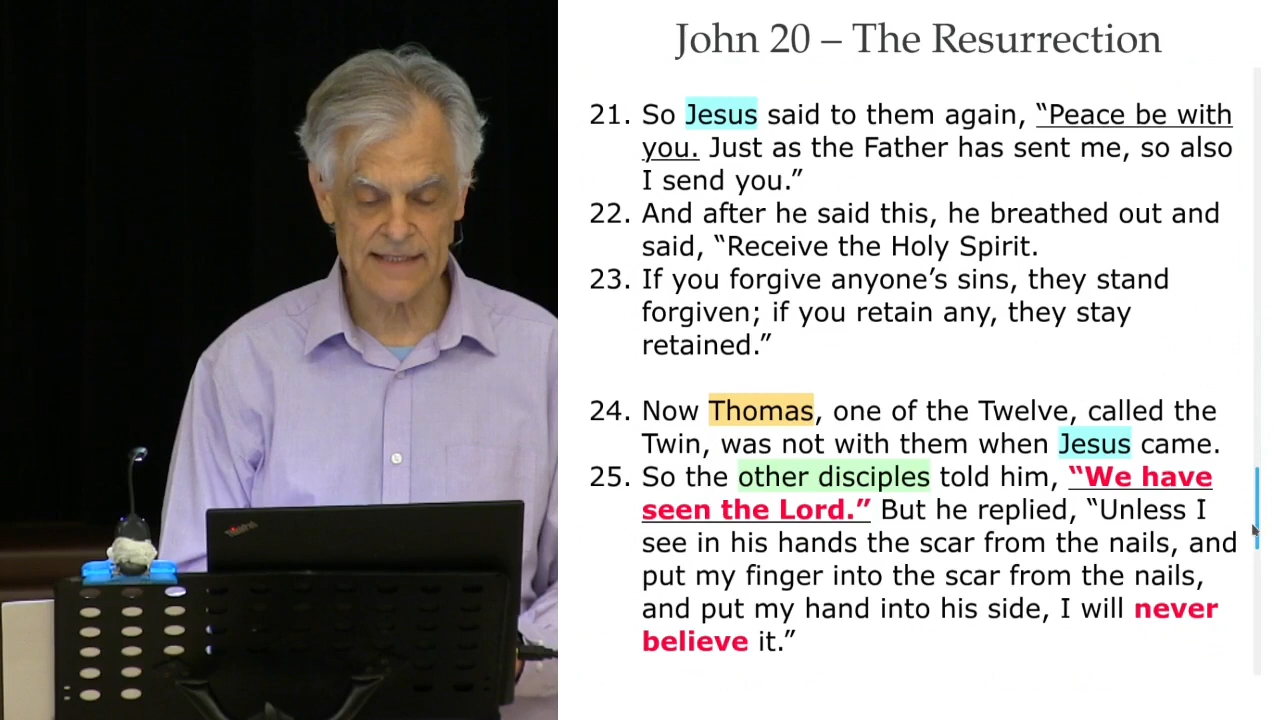 John 20 – The Resurrection
21. So Jesus said to them again, “Peace be with
you. Just as the Father has sent me, so also
I send you.”
22. And after he said this, he breathed out and
said, “Receive the Holy Spirit.
23. If you forgive anyone’s sins, they stand
forgiven; if you retain any, they stay
retained.”
24. Now Thomas, one of the Twelve, called the
Twin, was not with them when Jesus came.
25. So the other disciples told him, “We have
seen the Lord.” But he replied, “Unless I
see in his hands the scar from the nails, and
put my finger into the scar from the nails,
and put my hand into his side, I will never
believe it.”
ThinkPad